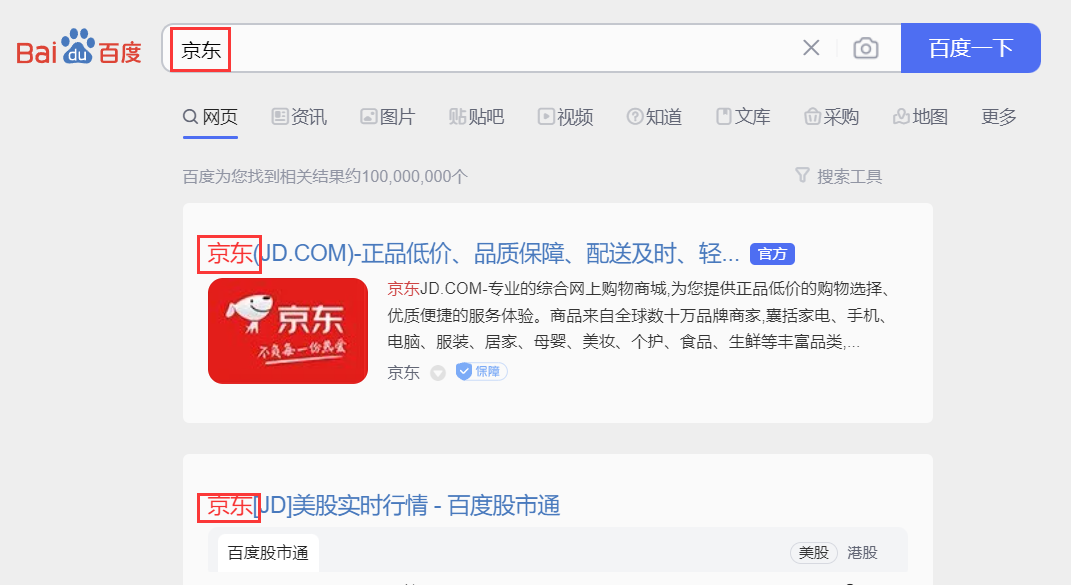 Bai du 百度
京东
百度一下
网页 资讯 图片 贴吧 视频 知道 文库 采购 地图 更多
百度为您找到相关结果约100,000,000个
搜索工具
京东(JD.COM)-正品低价、品质保障、配送及时、轻... 官方
京东
不负每一份热爱
京东JD.COM-专业的综合网上购物商城,为您提供正品低价的购物选择、
优质便捷的服务体验。商品来自全球数十万品牌商家,囊括家电、手机、
电脑、服装、居家、母婴、美妆、个护、食品、生鲜等丰富品类,...
京东 保障
京东[JD]美股实时行情 - 百度股市通
百度股市通
美股 港股